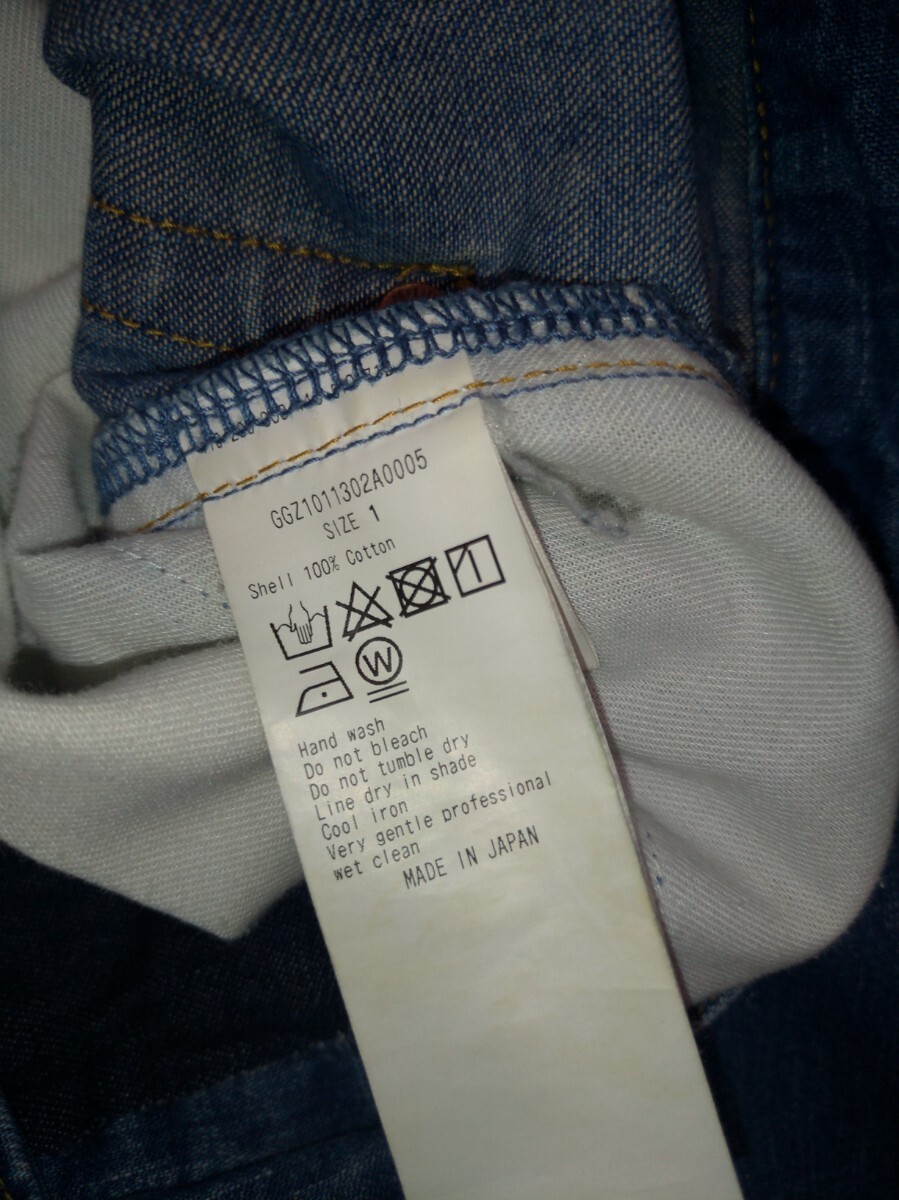 GGZ1011302A0005
SIZE 1
Shell 100% Cotton
W
Hand wash
Do not bleach
Do not tumble dry
Line dry in shade
Cool iron
Very gentle professional
wet clean
MADE IN JAPAN